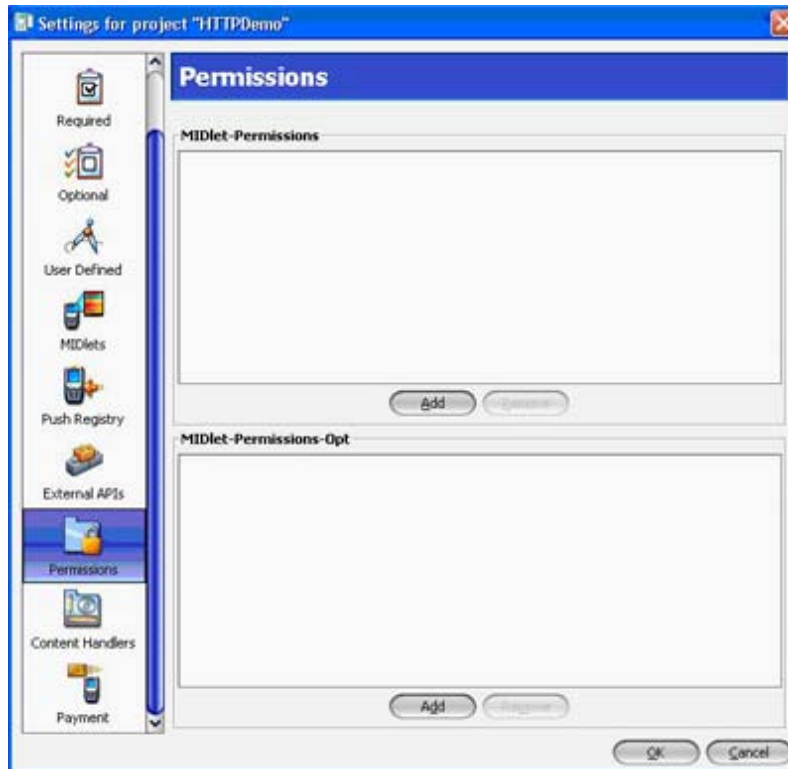 Settings for project "HTTPDemo"
Required
Optional
User Defined
MIDlets
Push Registry
External APIs
Permissions
Content Handlers
Payment
Permissions
MIDlet-Permissions
Add
MIDlet-Permissions-Opt
Add
Remove
OK
Cancel